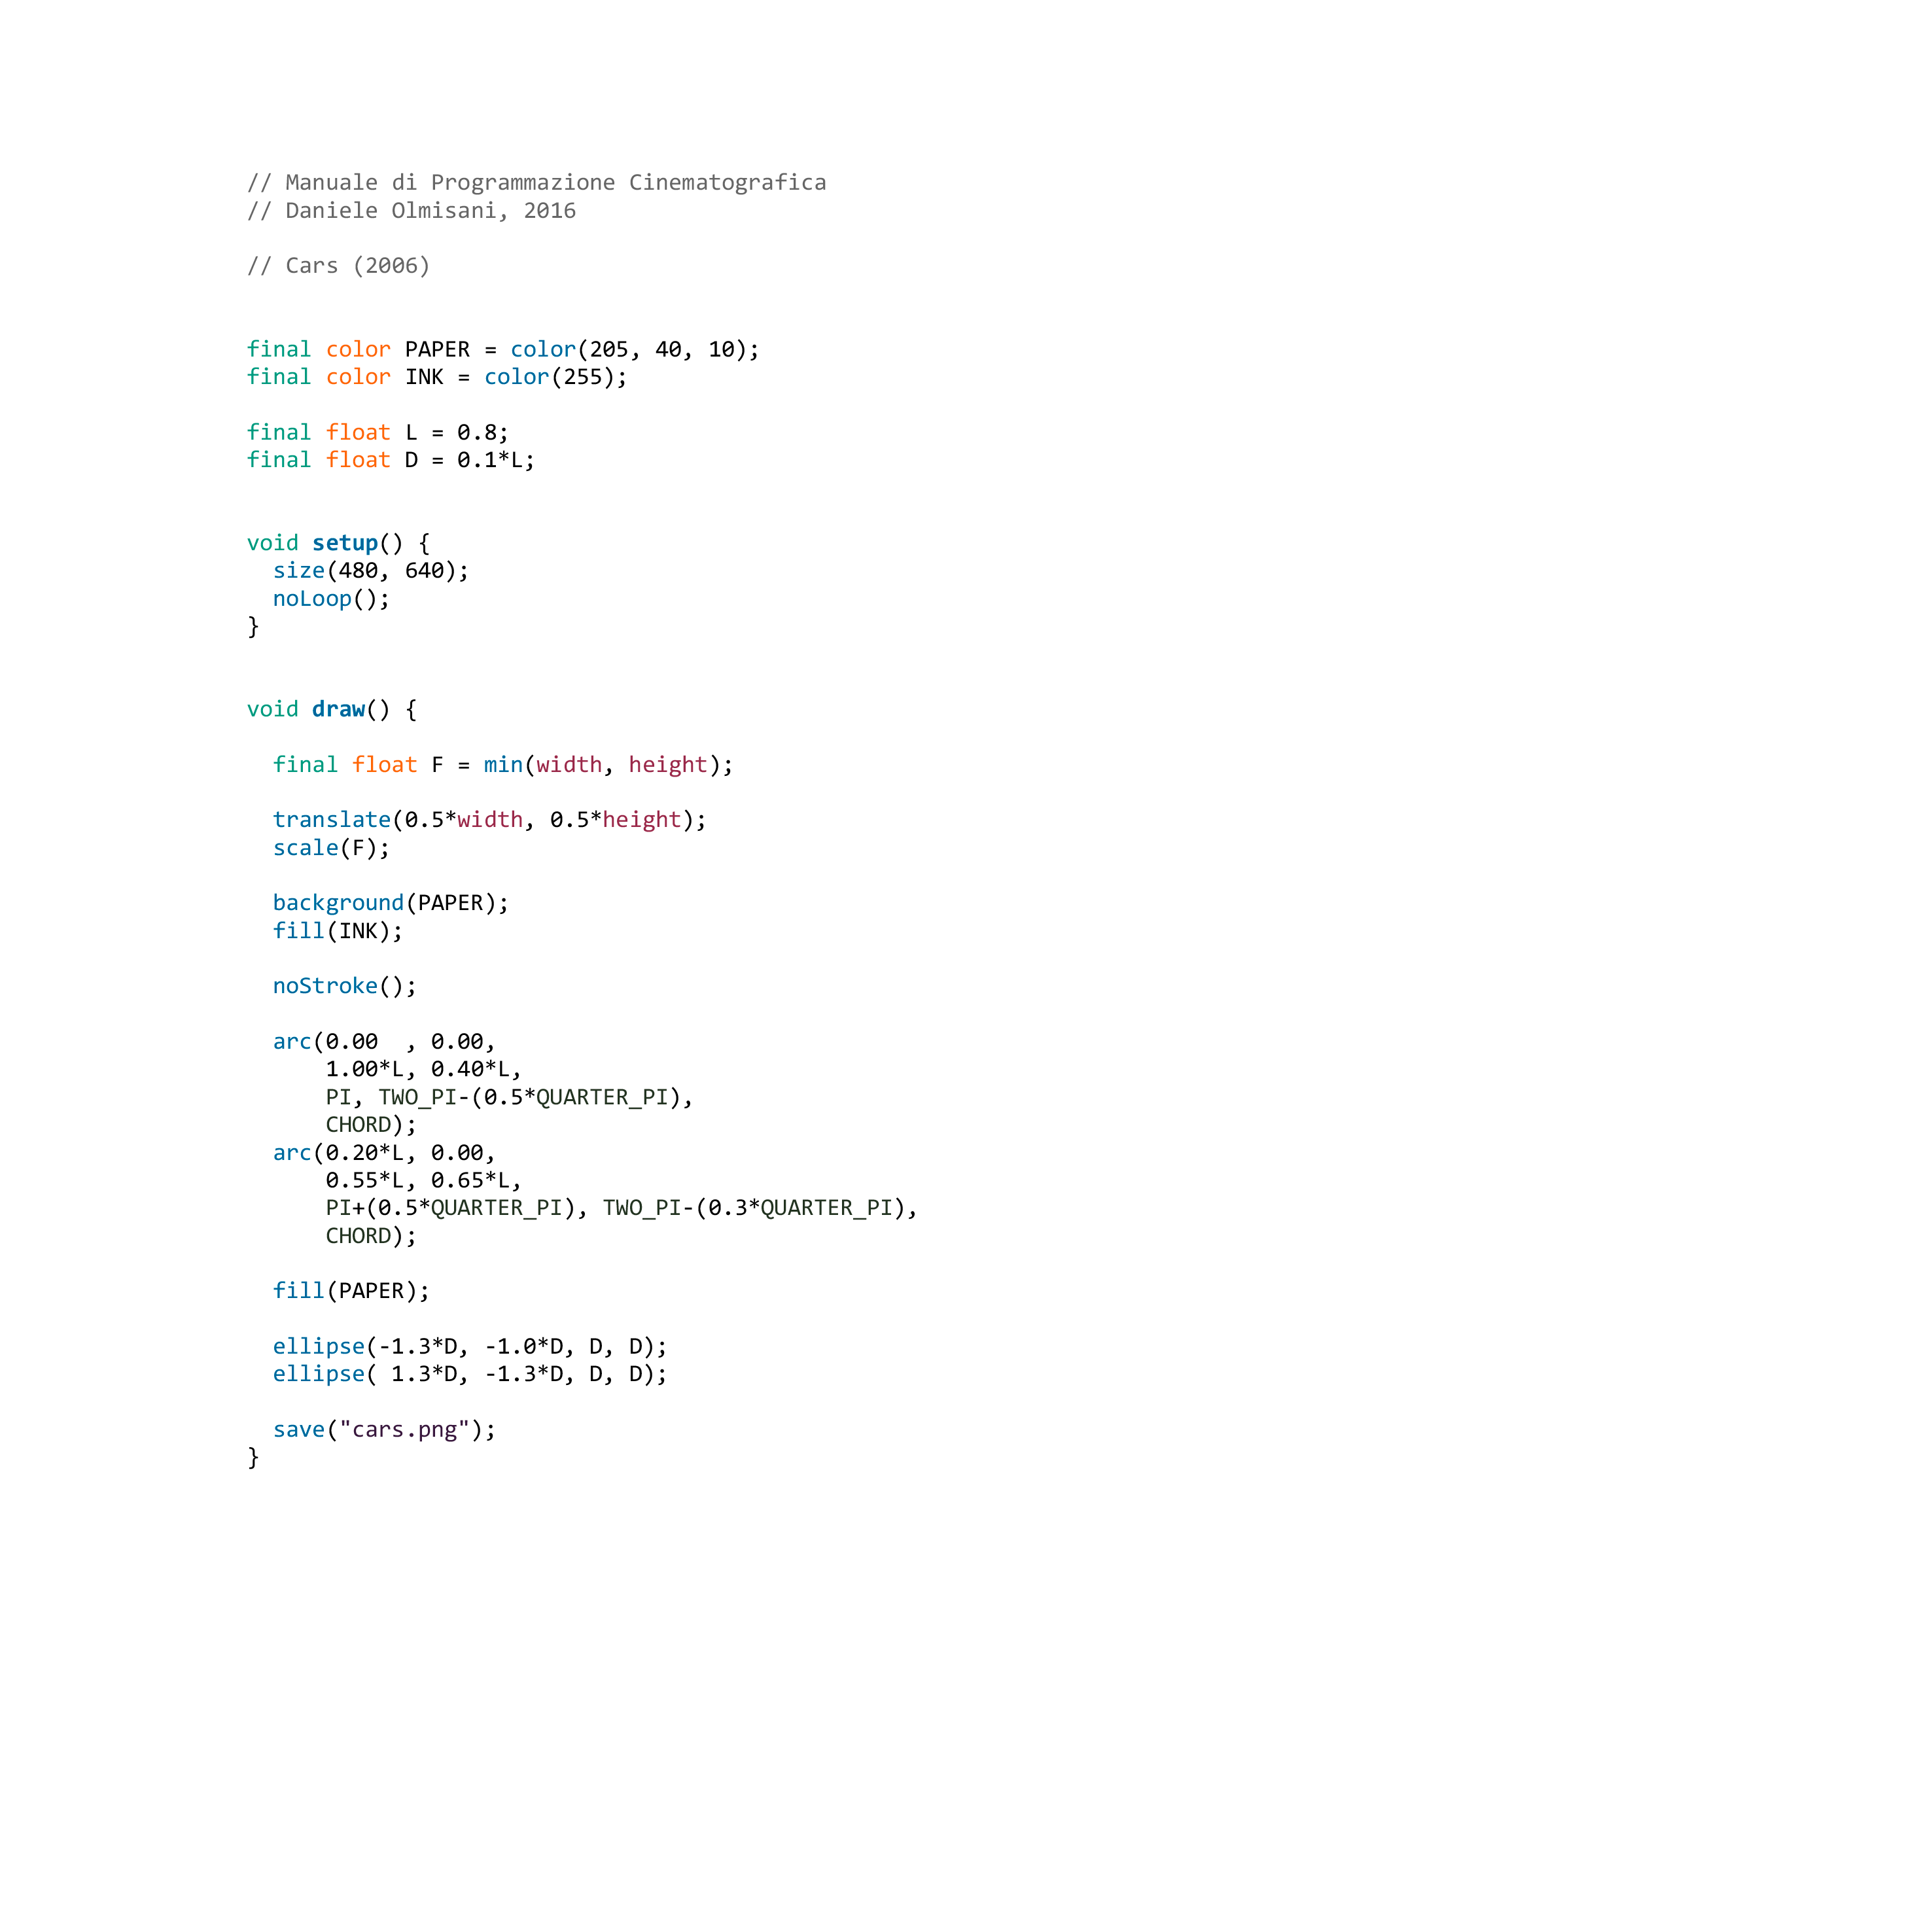 // Manuale di Programmazione Cinematografica
// Daniele Olmisani, 2016

// Cars (2006)


final color PAPER = color(205, 40, 10);
final color INK = color(255);

final float L = 0.8;
final float D = 0.1*L;


void setup() {
  size(480, 640);
  noLoop();
}


void draw() {

  final float F = min(width, height);

  translate(0.5*width, 0.5*height);
  scale(F);

  background(PAPER);
  fill(INK);

  noStroke();

  arc(0.00  , 0.00,
      1.00*L, 0.40*L,
      PI, TWO_PI-(0.5*QUARTER_PI),
      CHORD);
  arc(0.20*L, 0.00,
      0.55*L, 0.65*L,
      PI+(0.5*QUARTER_PI), TWO_PI-(0.3*QUARTER_PI),
      CHORD);

  fill(PAPER);

  ellipse(-1.3*D, -1.0*D, D, D);
  ellipse( 1.3*D, -1.3*D, D, D);

  save("cars.png");
}